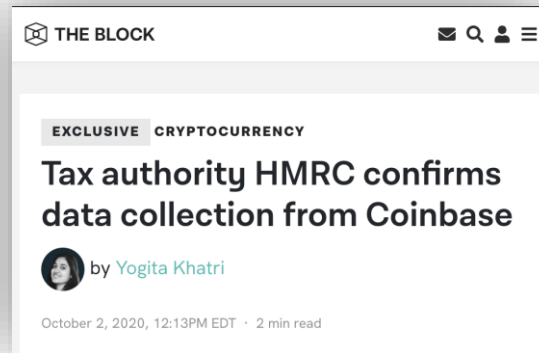 THE BLOCK
EXCLUSIVE CRYPTOCURRENCY
Tax authority HMRC confirms
data collection from Coinbase
by Yogita Khatri
October 2, 2020, 12:13PM EDT · 2 min read